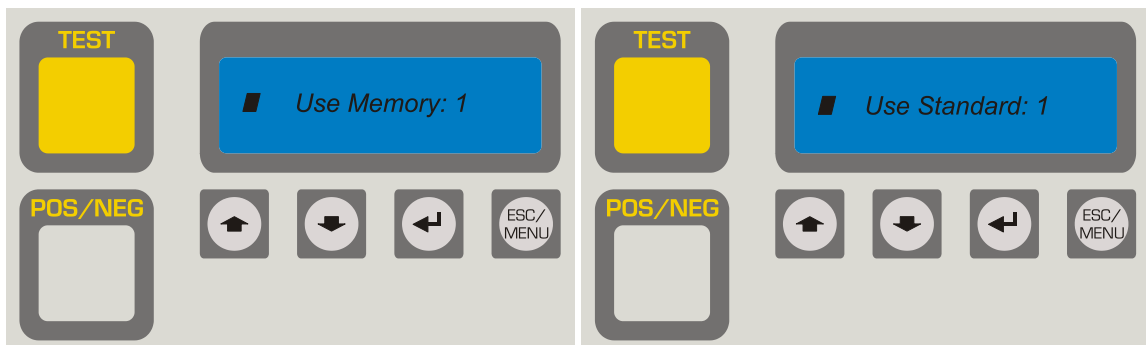 TEST
Use Memory: 1
POS/NEG
ESC/
MENU
TEST
Use Standard: 1
POS/NEG
ESC/
MENU